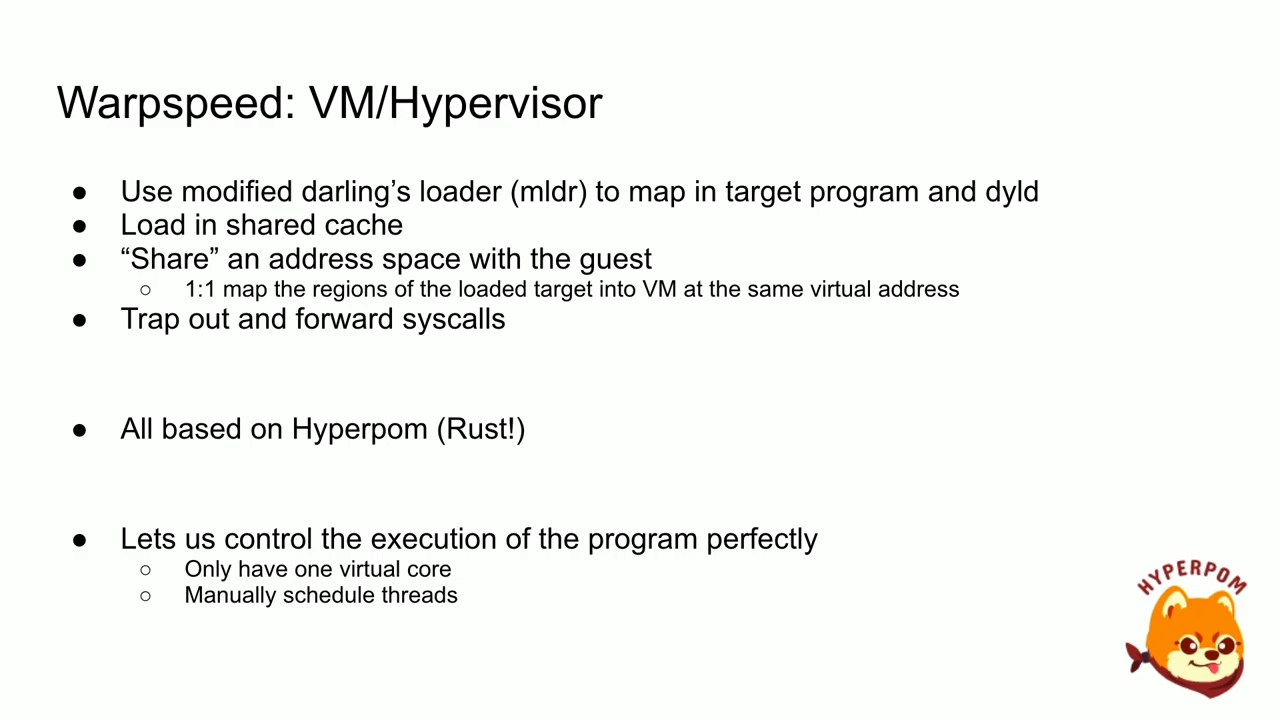 Warpspeed: VM/Hypervisor
● Use modified darling’s loader (mldr) to map in target program and dyld
● Load in shared cache
● “Share” an address space with the guest
○ 1:1 map the regions of the loaded target into VM at the same virtual address
● Trap out and forward syscalls
● All based on Hyperpom (Rust!)
● Lets us control the execution of the program perfectly
○ Only have one virtual core
○ Manually schedule threads
HYPERPOM